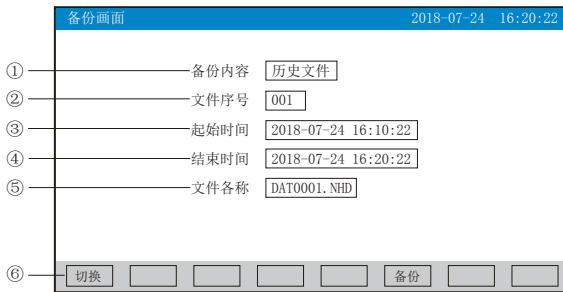 备份画面 2018-07-24 16:20:22
① 备份内容 历史文件
② 文件序号 001
③ 起始时间 2018-07-24 16:10:22
④ 结束时间 2018-07-24 16:20:22
⑤ 文件各称 DAT0001.NHD
⑥ 切换 备份